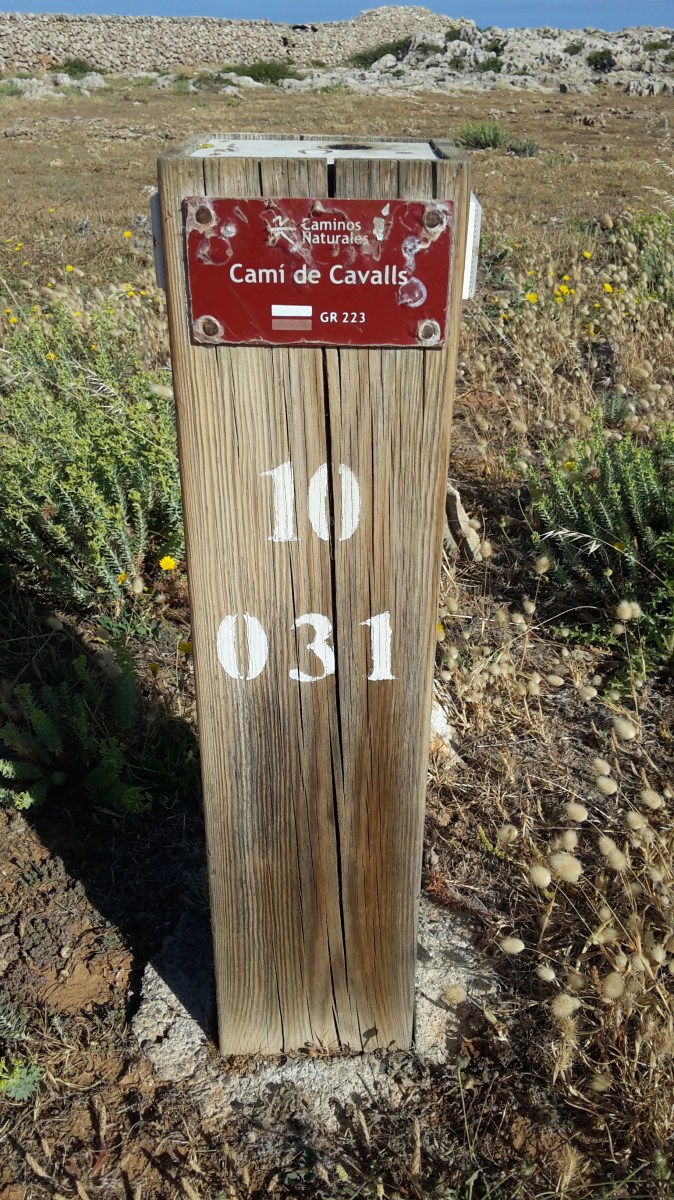 Caminos
Naturales
Camí de Cavalls
GR 223
10
031